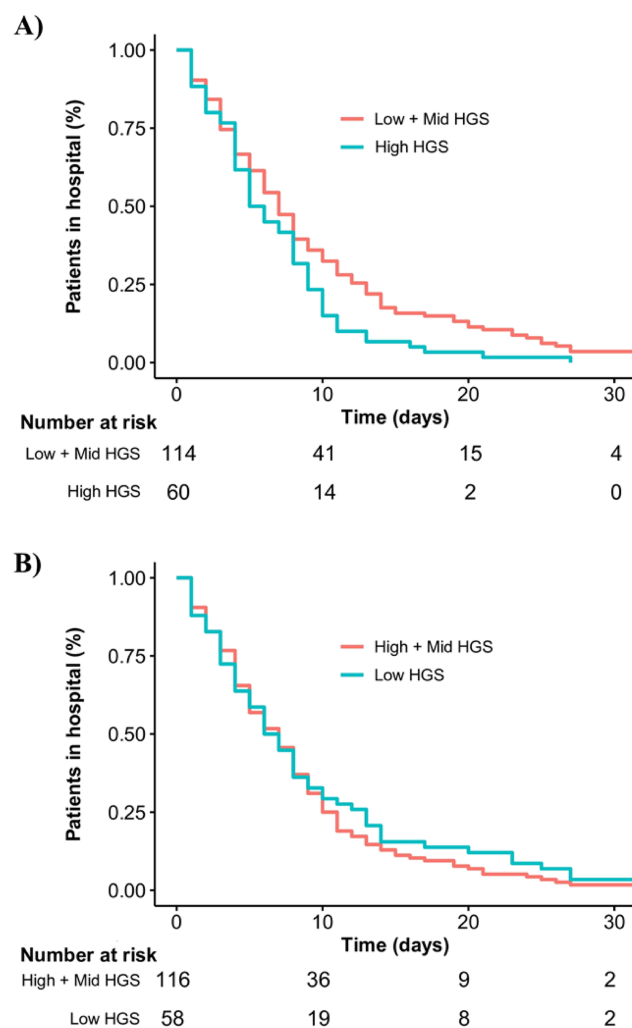 A)
Patients in hospital (%)
1.00
0.75
0.50
0.25
0.00
Low + Mid HGS
High HGS
0 10 20 30
Time (days)
Number at risk
Low + Mid HGS 114 41 15 4
High HGS 60 14 2 0
B)
Patients in hospital (%)
1.00
0.75
0.50
0.25
0.00
High + Mid HGS
Low HGS
0 10 20 30
Time (days)
Number at risk
High + Mid HGS 116 36 9 2
Low HGS 58 19 8 2